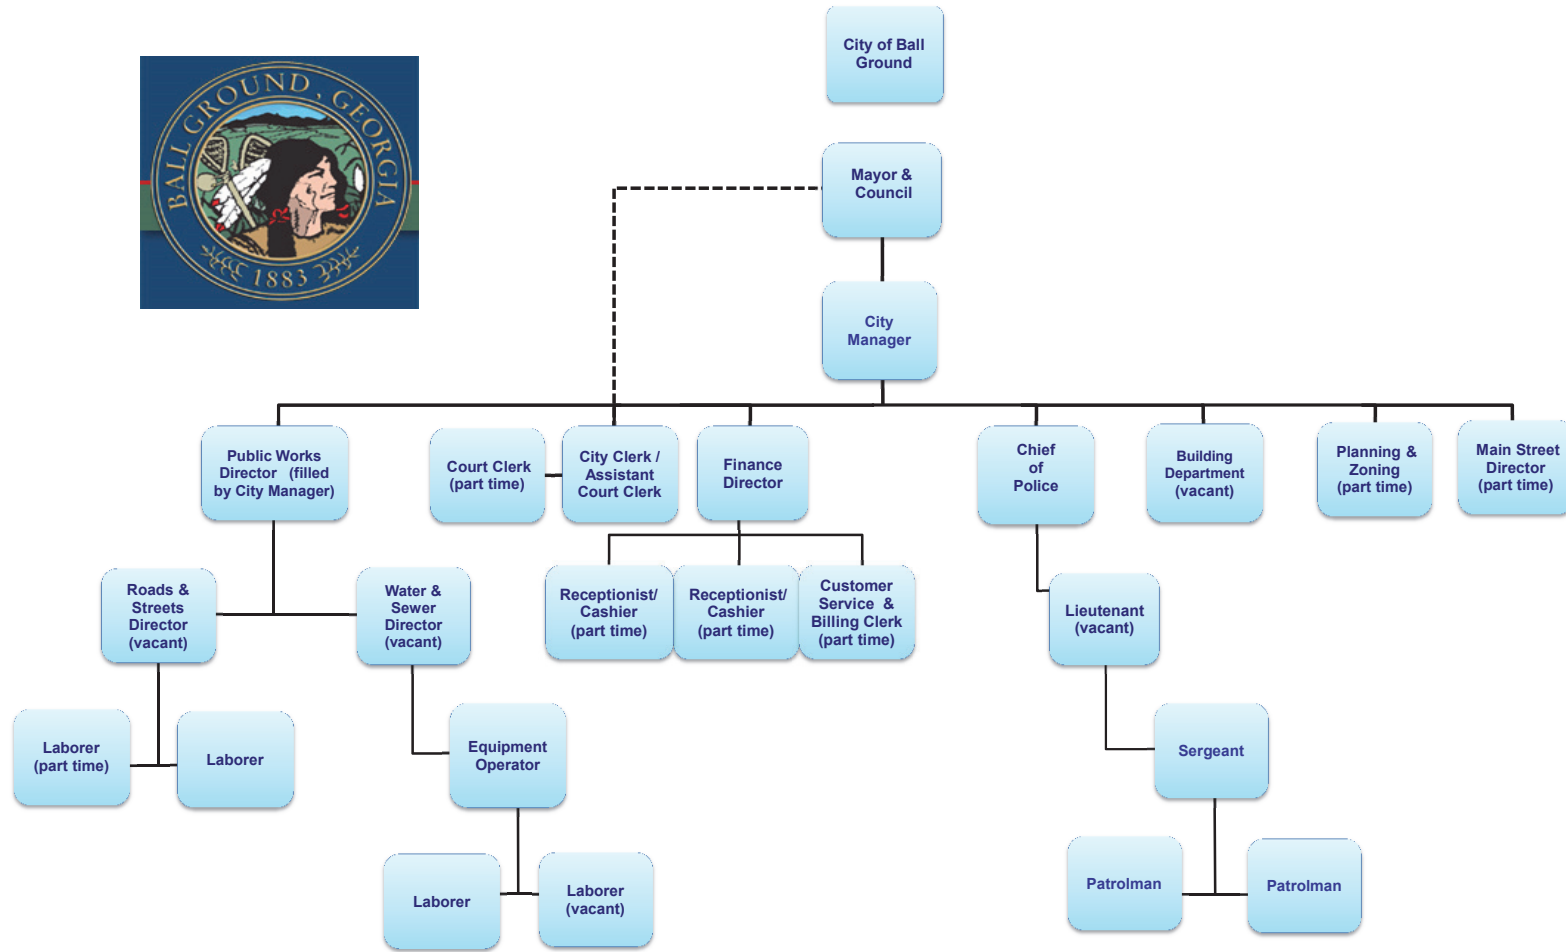 City of Ball
Ground
BALL GROUND, GEORGIA
1883
Mayor &
Council
City
Manager
Public Works
Director (filled
by City Manager)
Court Clerk
(part time)
City Clerk /
Assistant
Court Clerk
Finance
Director
Chief
of
Police
Building
Department
(vacant)
Planning &
Zoning
(part time)
Main Street
Director
(part time)
Roads &
Streets
Director
(vacant)
Water &
Sewer
Director
(vacant)
Receptionist/
Cashier
(part time)
Receptionist/
Cashier
(part time)
Customer
Service &
Billing Clerk
(part time)
Lieutenant
(vacant)
Laborer
(part time)
Laborer
Equipment
Operator
Sergeant
Laborer
Laborer
(vacant)
Patrolman
Patrolman